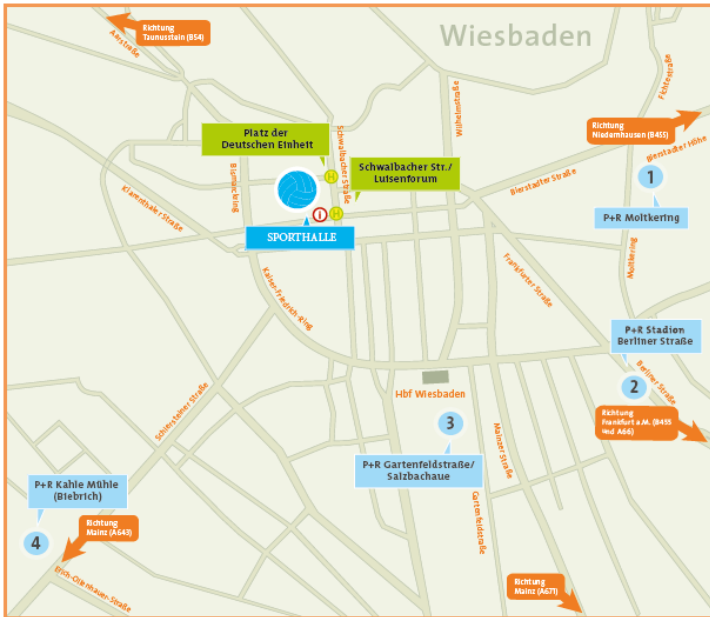 Wiesbaden
Richtung
Taunusstein (B54)
Aarstraße
Fichtestraße
Wilhelmstraße
Richtung
Niedernhausen (B455)
Bierstadter Höhe
Platz der
Deutschen Einheit
Schwalbacher Straße
H
Schwalbacher Str./
Luisenforum
Bismarckring
Bierstadter Straße
1
P+R Moltkering
Klarenthaler Straße
i
H
SPORTHALLE
Moltkering
Frankfurter Straße
Kaiser-Friedrich-Ring
P+R Stadion
Berliner Straße
Berliner Straße
2
Hbf Wiesbaden
Schiersteiner Straße
3
Richtung
Frankfurt a.M. (B455
und A66)
Mainzer Straße
P+R Gartenfeldstraße/
Salzbachaue
P+R Kahle Mühle
(Biebrich)
Gartenfeldstraße
Richtung
Mainz (A643)
4
Erich-Ollenhauer-Straße
Richtung
Mainz (A671)